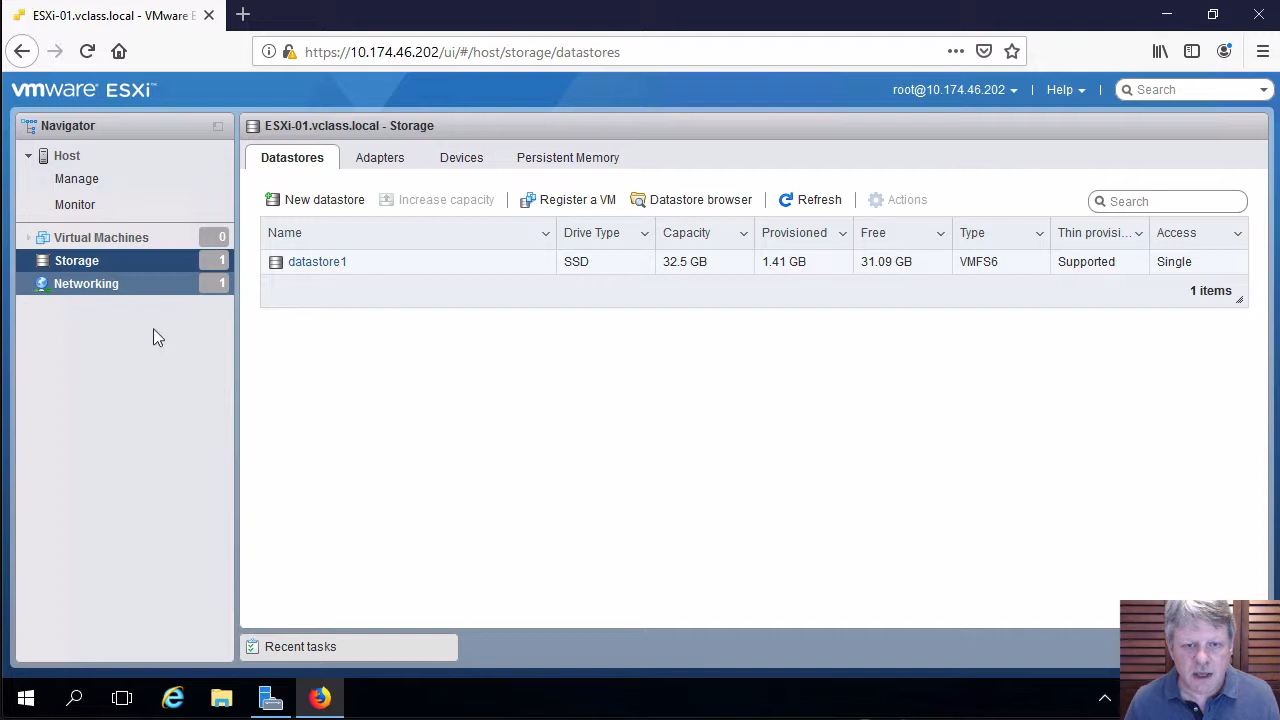 ESXi-01.vclass.local - VMware E
https://10.174.46.202/ui/#/host/storage/datastores
vmware ESXi™
root@10.174.46.202 | Help | Search
Navigator
Host
Manage
Monitor
Virtual Machines 0
Storage 1
Networking 1
ESXi-01.vclass.local - Storage
Datastores Adapters Devices Persistent Memory
New datastore Increase capacity Register a VM Datastore browser Refresh Actions Search
Name Drive Type Capacity Provisioned Free Type Thin provisi... Access
datastore1 SSD 32.5 GB 1.41 GB 31.09 GB VMFS6 Supported Single
1 items
Recent tasks